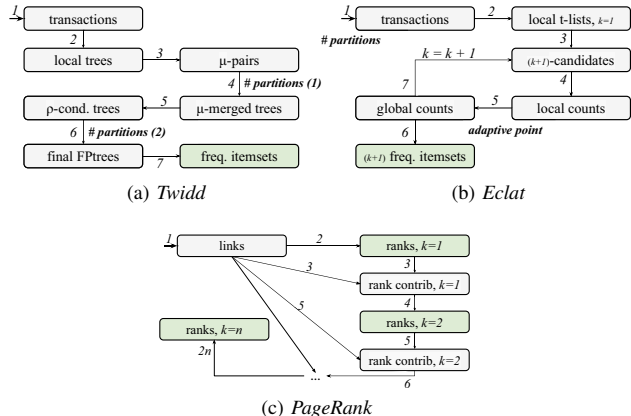 1
transactions
2
local trees
3
μ-pairs
4
# partitions (1)
ρ-cond. trees
5
μ-merged trees
6
# partitions (2)
final FPtrees
7
freq. itemsets
(a) Twidd
1
transactions
2
local t-lists, k=1
# partitions
3
k = k + 1
(k+1)-candidates
7
4
global counts
5
local counts
6
adaptive point
(k+1) freq. itemsets
(b) Eclat
1
links
2
ranks, k=1
3
3
rank contrib, k=1
5
4
ranks, k=n
ranks, k=2
2n
5
rank contrib, k=2
...
6
(c) PageRank